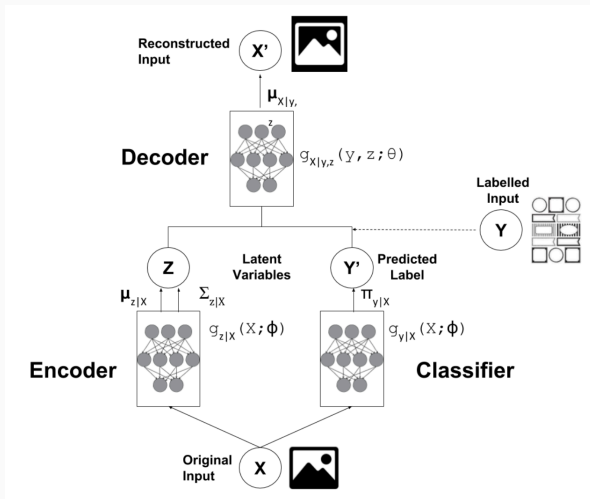 Reconstructed
Input
X'
μX|y,
z
Decoder
gX|y,z(y,z;θ)
Labelled
Input
Y
Z
Latent
Variables
Y'
Predicted
Label
μz|X
Σz|X
πy|X
gz|X(X;ϕ)
gy|X(X;ϕ)
Encoder
Classifier
Original
Input
X